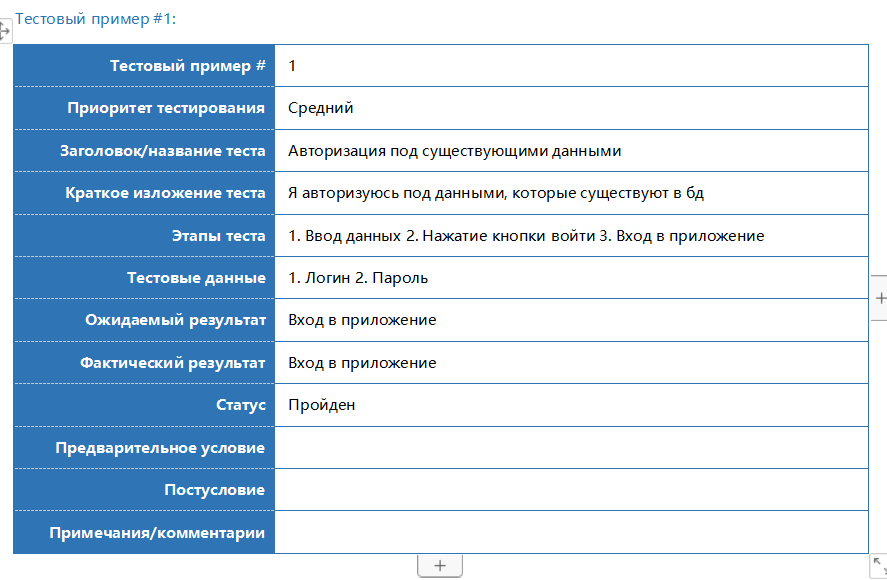 Тестовый пример #1:
Тестовый пример # 1
Приоритет тестирования Средний
Заголовок/название теста Авторизация под существующими данными
Краткое изложение теста Я авторизуюсь под данными, которые существуют в бд
Этапы теста 1. Ввод данных 2. Нажатие кнопки войти 3. Вход в приложение
Тестовые данные 1. Логин 2. Пароль
Ожидаемый результат Вход в приложение
Фактический результат Вход в приложение
Статус Пройден
Предварительное условие
Постусловие
Примечания/комментарии